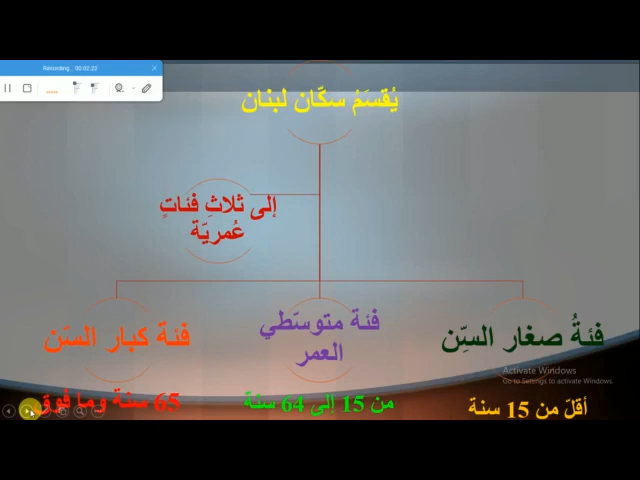 Recording... 00:02:23
يُقسَمُ سكّان لبنان
إلى ثلاثِ فئاتٍ
عُمريّة
فئةُ صغار السِّن
فئة متوسّطي
العمر
فئة كبار السّن
أقلّ من 15 سنة
من 15 إلى 64 سنة
65 سنة وما فوق
Activate Windows
Go to Settings to activate Windows.